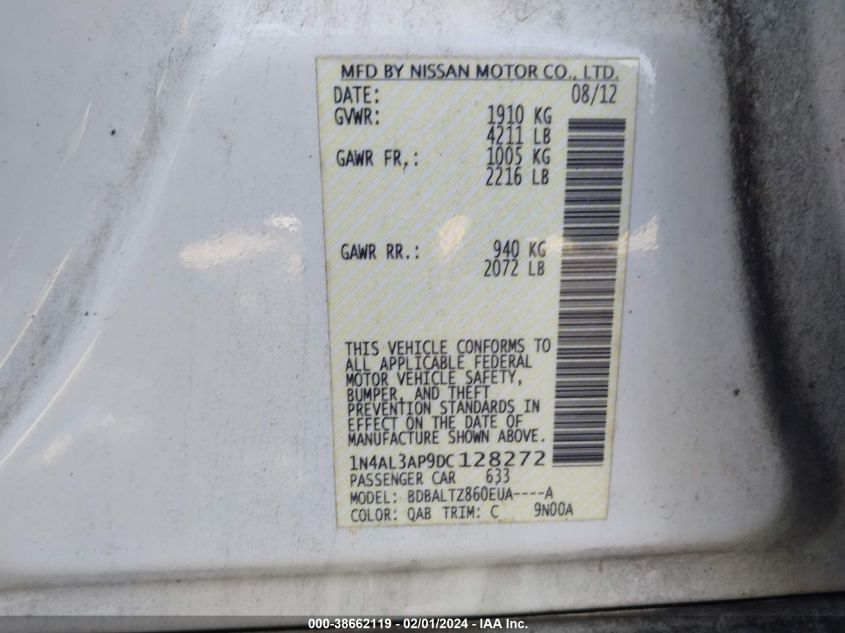 MFD BY NISSAN MOTOR CO., LTD.
DATE: 08/12
GVWR: 1910 KG
4211 LB
GAWR FR,: 1005 KG
2216 LB
GAWR RR.: 940 KG
2072 LB
THIS VEHICLE CONFORMS TO
ALL APPLICABLE FEDERAL
MOTOR VEHICLE SAFETY,
BUMPER, AND THEFT
PREVENTION STANDARDS IN
EFFECT ON THE DATE OF
MANUFACTURE SHOWN ABOVE.
1N4AL3AP9DC128272
PASSENGER CAR 633
MODEL: BDBALTZ860EUA----A
COLOR: QAB TRIM: C 9N00A
000-38662119 - 02/01/2024 - IAA Inc.